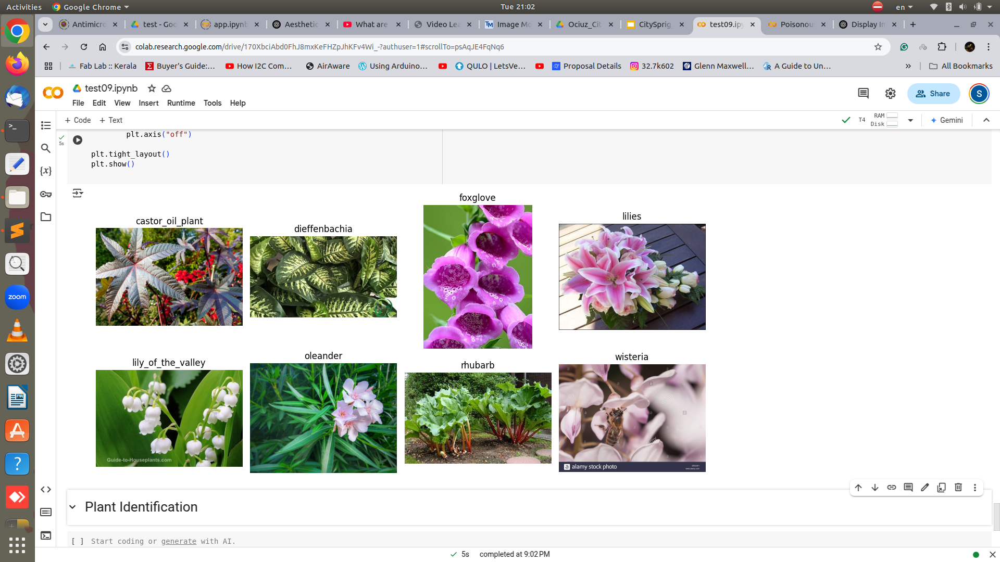 Activities Google Chrome Tue 21:02 en
Antimicro test - Goo app.ipynb Aesthetic What are Video Lea Image Mo Ociuz_Cit CitySprig test09.ipy Poisonou Display In
colab.research.google.com/drive/170XbciAbd0FhJ8mxKeFHZpJhKFv4Wi_-?authuser=1#scrollTo=psAqJE4FqNq6
Fab Lab :: Kerala Buyer's Guide:... How I2C Com... AirAware Using Arduino... QULO | LetsVe... Proposal Details 32.7k602 Glenn Maxwell... A Guide to Un... » All Bookmarks
test09.ipynb
Share S
File Edit View Insert Runtime Tools Help
+ Code + Text
T4 RAM Disk Gemini
5s
plt.axis("off")
plt.tight_layout()
plt.show()
{x}
castor_oil_plant
dieffenbachia
foxglove
lilies
lily_of_the_valley
Guide-to-Houseplants.com
oleander
rhubarb
wisteria
a alamy stock photo
zoom
Plant Identification
[ ] Start coding or generate with AI.
5s completed at 9:02 PM